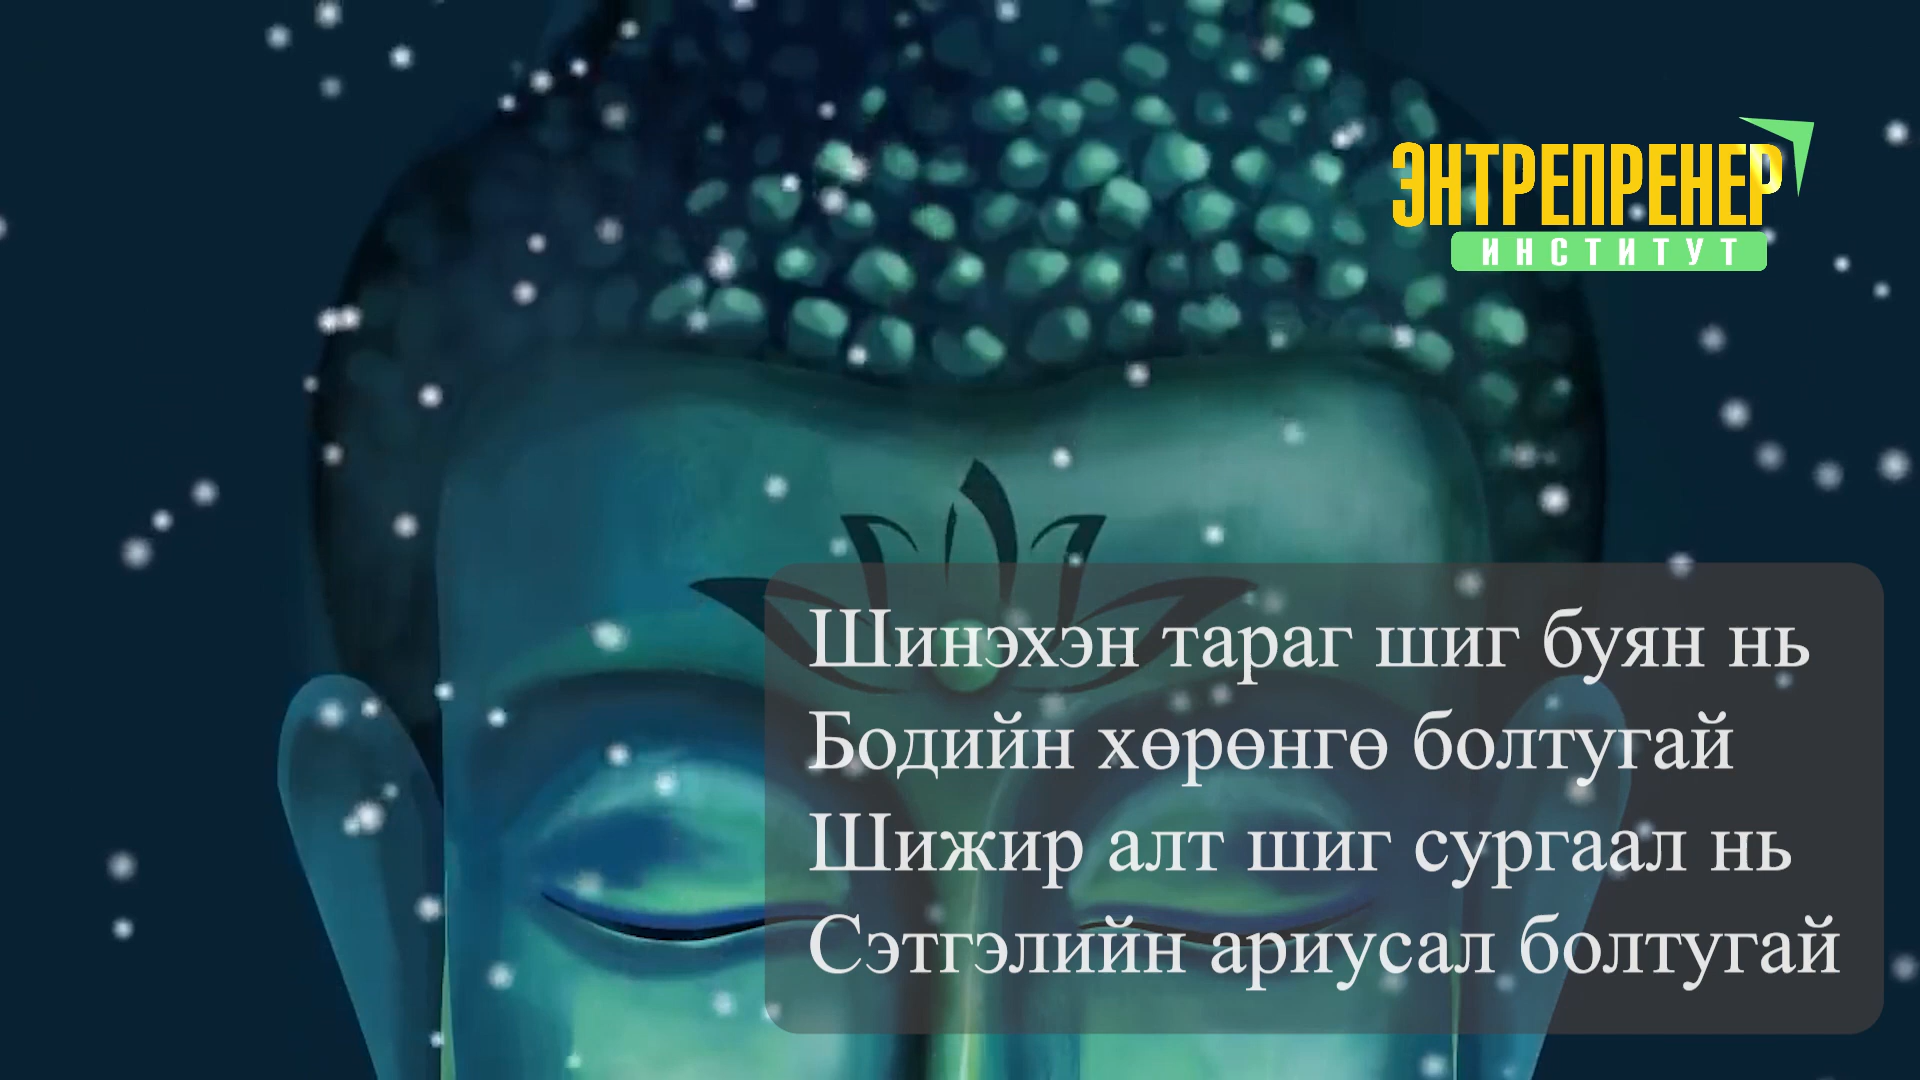 ЭНТРЕПРЕНЕР
ИНСТИТУТ
Шинэхэн тараг шиг буян нь
Бодийн хөрөнгө болтугай
Шижир алт шиг сургаал нь
Сэтгэлийн ариусал болтугай